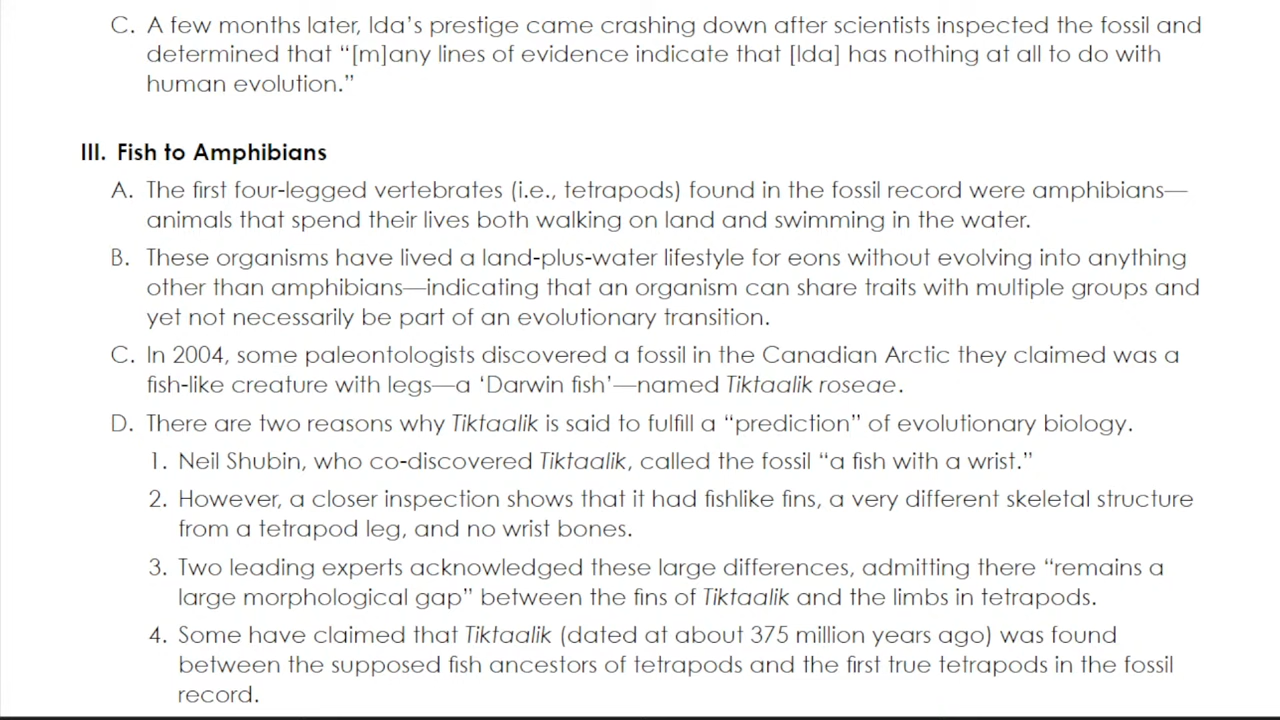 C. A few months later, Ida’s prestige came crashing down after scientists inspected the fossil and
determined that “[m]any lines of evidence indicate that [Ida] has nothing at all to do with
human evolution.”
III. Fish to Amphibians
A. The first four-legged vertebrates (i.e., tetrapods) found in the fossil record were amphibians—
animals that spend their lives both walking on land and swimming in the water.
B. These organisms have lived a land-plus-water lifestyle for eons without evolving into anything
other than amphibians—indicating that an organism can share traits with multiple groups and
yet not necessarily be part of an evolutionary transition.
C. In 2004, some paleontologists discovered a fossil in the Canadian Arctic they claimed was a
fish-like creature with legs—a ‘Darwin fish’—named Tiktaalik roseae.
D. There are two reasons why Tiktaalik is said to fulfill a “prediction” of evolutionary biology.
1. Neil Shubin, who co-discovered Tiktaalik, called the fossil “a fish with a wrist.”
2. However, a closer inspection shows that it had fishlike fins, a very different skeletal structure
from a tetrapod leg, and no wrist bones.
3. Two leading experts acknowledged these large differences, admitting there “remains a
large morphological gap” between the fins of Tiktaalik and the limbs in tetrapods.
4. Some have claimed that Tiktaalik (dated at about 375 million years ago) was found
between the supposed fish ancestors of tetrapods and the first true tetrapods in the fossil
record.